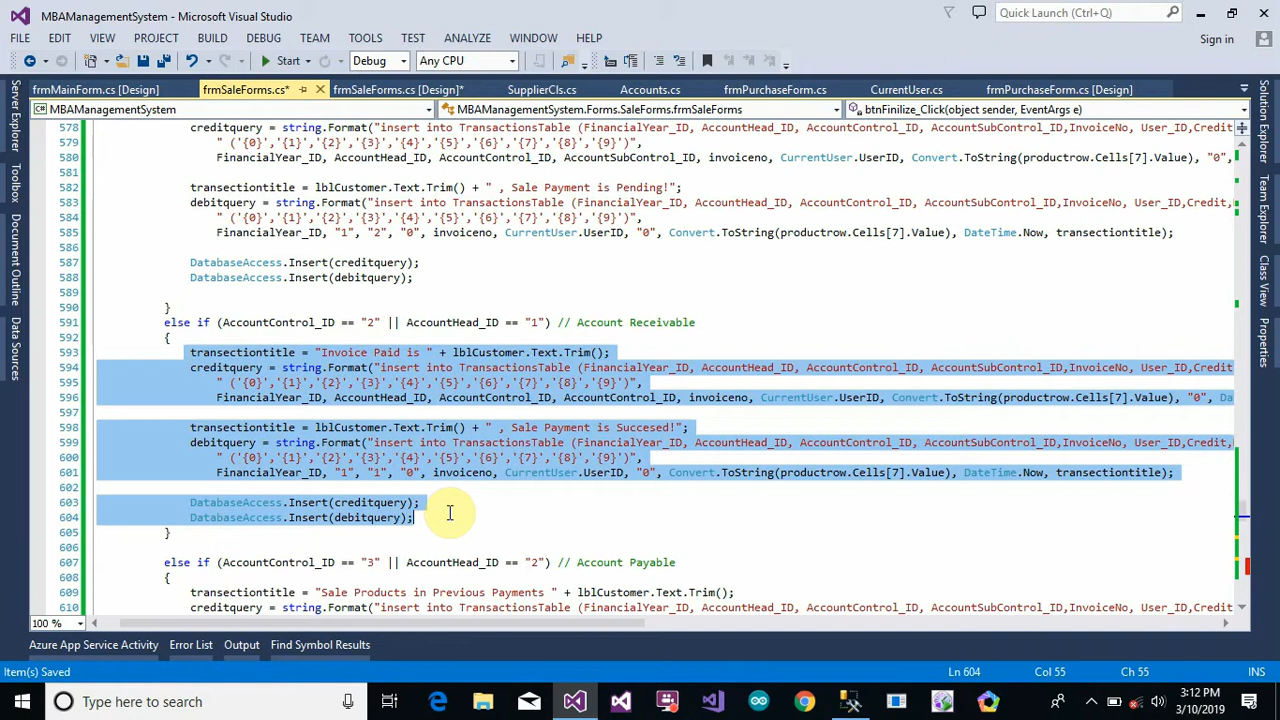 MBAManagementSystem - Microsoft Visual Studio
Quick Launch (Ctrl+Q)
FILE EDIT VIEW PROJECT BUILD DEBUG TEAM TOOLS TEST ANALYZE WINDOW HELP
Sign in
Start Debug Any CPU
frmMainForm.cs [Design] frmSaleForms.cs* frmSaleForms.cs [Design]* SupplierCls.cs Accounts.cs frmPurchaseForm.cs CurrentUser.cs frmPurchaseForm.cs [Design]
MBAManagementSystem MBAManagementSystem.Forms.SaleForms.frmSaleForms btnFinilize_Click(object sender, EventArgs e)
Server Explorer
Toolbox
Document Outline
Data Sources
578 creditquery = string.Format("insert into TransactionsTable (FinancialYear_ID, AccountHead_ID, AccountControl_ID, AccountSubControl_ID,InvoiceNo, User_ID,Credit
579 " ('{0}','{1}','{2}','{3}','{4}','{5}','{6}','{7}','{8}','{9}')",
580 FinancialYear_ID, AccountHead_ID, AccountControl_ID, AccountSubControl_ID, invoiceno, CurrentUser.UserID, Convert.ToString(productrow.Cells[7].Value), "0",
581
582 transectiontitle = lblCustomer.Text.Trim() + " , Sale Payment is Pending!";
583 debitquery = string.Format("insert into TransactionsTable (FinancialYear_ID, AccountHead_ID, AccountControl_ID, AccountSubControl_ID,InvoiceNo, User_ID,Credit,
584 " ('{0}','{1}','{2}','{3}','{4}','{5}','{6}','{7}','{8}','{9}')",
585 FinancialYear_ID, "1", "2", "0", invoiceno, CurrentUser.UserID, "0", Convert.ToString(productrow.Cells[7].Value), DateTime.Now, transectiontitle);
586
587 DatabaseAccess.Insert(creditquery);
588 DatabaseAccess.Insert(debitquery);
589
590 }
591 else if (AccountControl_ID == "2" || AccountHead_ID == "1") // Account Receivable
592 {
593 transectiontitle = "Invoice Paid is " + lblCustomer.Text.Trim();
594 creditquery = string.Format("insert into TransactionsTable (FinancialYear_ID, AccountHead_ID, AccountControl_ID, AccountSubControl_ID,InvoiceNo, User_ID,Credit
595 " ('{0}','{1}','{2}','{3}','{4}','{5}','{6}','{7}','{8}','{9}')",
596 FinancialYear_ID, AccountHead_ID, AccountControl_ID, AccountControl_ID, invoiceno, CurrentUser.UserID, Convert.ToString(productrow.Cells[7].Value), "0", Da
597
598 transectiontitle = lblCustomer.Text.Trim() + " , Sale Payment is Succesed!";
599 debitquery = string.Format("insert into TransactionsTable (FinancialYear_ID, AccountHead_ID, AccountControl_ID, AccountSubControl_ID,InvoiceNo, User_ID,Credit,
600 " ('{0}','{1}','{2}','{3}','{4}','{5}','{6}','{7}','{8}','{9}')",
601 FinancialYear_ID, "1", "1", "0", invoiceno, CurrentUser.UserID, "0", Convert.ToString(productrow.Cells[7].Value), DateTime.Now, transectiontitle);
602
603 DatabaseAccess.Insert(creditquery);
604 DatabaseAccess.Insert(debitquery);
605 }
606
607 else if (AccountControl_ID == "3" || AccountHead_ID == "2") // Account Payable
608 {
609 transectiontitle = "Sale Products in Previous Payments " + lblCustomer.Text.Trim();
610 creditquery = string.Format("insert into TransactionsTable (FinancialYear_ID, AccountHead_ID, AccountControl_ID, AccountSubControl_ID,InvoiceNo, User_ID,Credit
Solution Explorer
Team Explorer
Class View
Properties
100 %
Azure App Service Activity Error List Output Find Symbol Results
Item(s) Saved Ln 604 Col 55 Ch 55 INS
Type here to search
3:12 PM
3/10/2019